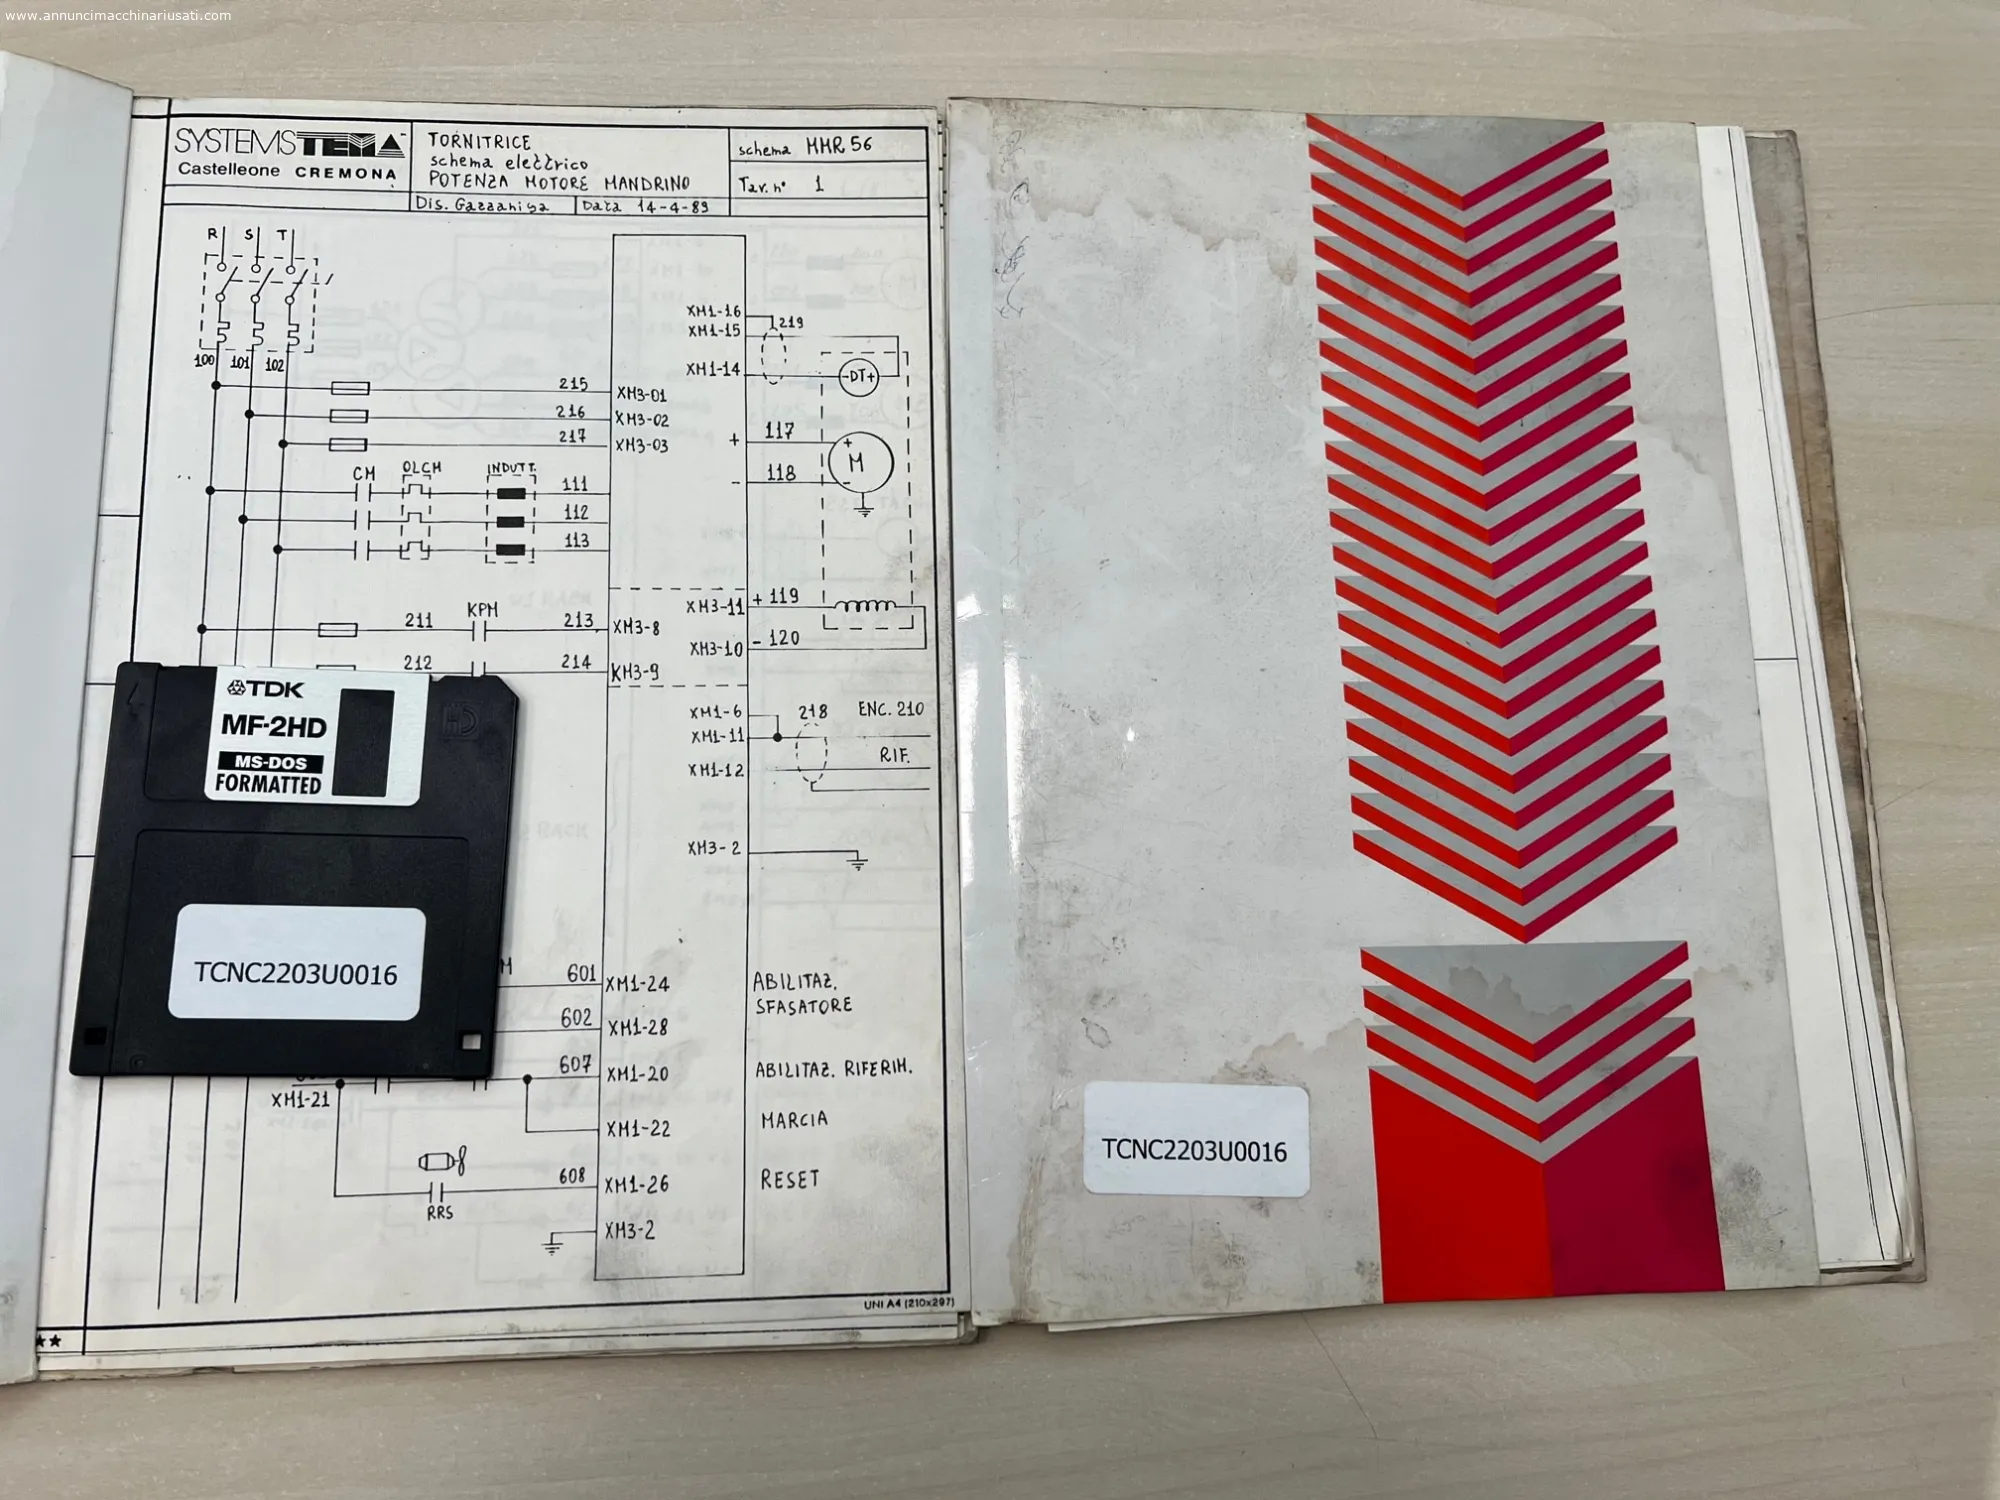 www.annuncimacchinariusati.com
SYSTEMSTEMA
Castelleone CREMONA
TORNITRICE
schema elettrico
POTENZA MOTORE MANDRINO
Dis. Gazzaniga
Data 14-4-89
schema MMR 56
Tav. n° 1
R S T
100 101 102
215 XM3-01
216 XM3-02
217 XM3-03
CM OLCM INDUTT.
111
112
113
211 KPM 213 XM3-8
212 214 XM3-9
XM1-16
XM1-15
219
XM1-14
-DT+
+ 117
+
M
- 118
-
XM3-11 + 119
XM3-10 - 120
XM1-6 218 ENC. 210
XM1-11
RIF.
XM1-12
XM3-2
TDK
MF-2HD
MS-DOS
FORMATTED
HD
TCNC2203U0016
601 XM1-24 ABILITAZ.
SFASATORE
602 XM1-28
607 XM1-20 ABILITAZ. RIFERIM.
XM1-21
XM1-22 MARCIA
608 XM1-26 RESET
RRS
XM3-2
UNI A4 (210x297)
**
TCNC2203U0016